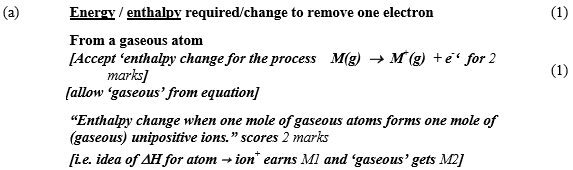 (a) Energy / enthalpy required/change to remove one electron (1)
From a gaseous atom
[Accept ‘enthalpy change for the process M(g) → M⁺(g) + e⁻‘ for 2
marks] (1)
[allow ‘gaseous’ from equation]
“Enthalpy change when one mole of gaseous atoms forms one mole of
(gaseous) unipositive ions.” scores 2 marks
[i.e. idea of ΔH for atom → ion⁺ earns M1 and ‘gaseous’ gets M2]